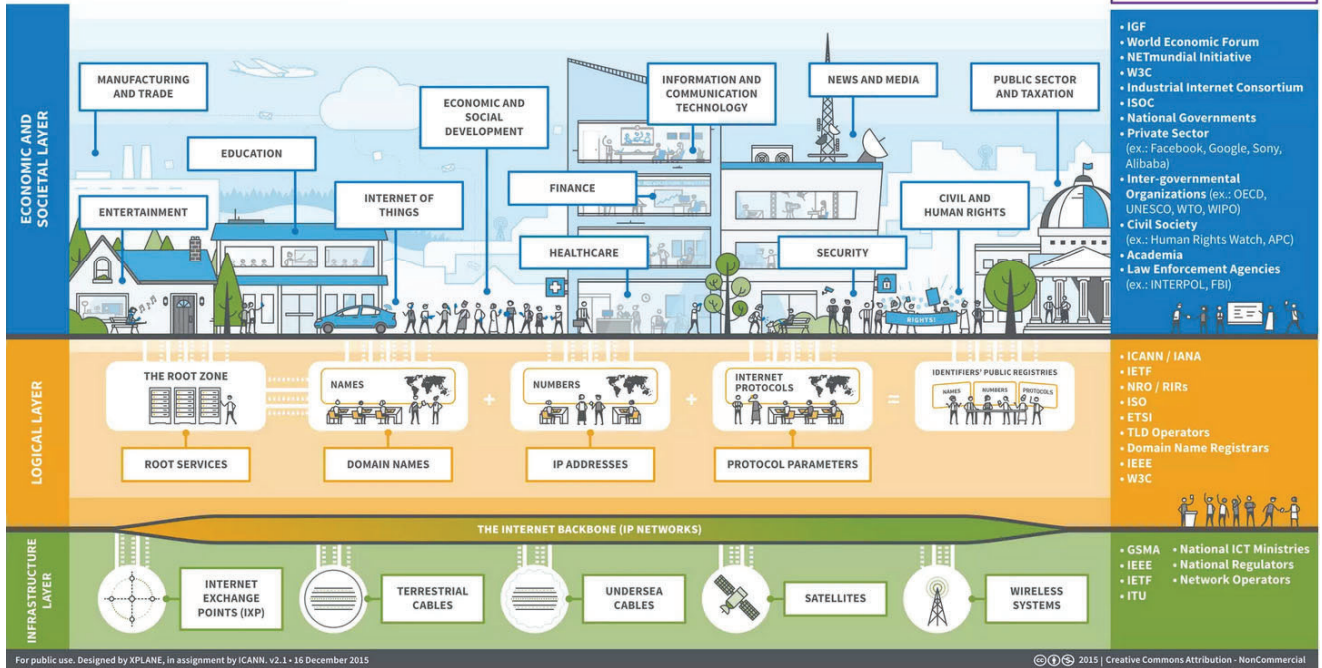 ECONOMIC AND
SOCIETAL LAYER
MANUFACTURING
AND TRADE
EDUCATION
ENTERTAINMENT
INTERNET OF
THINGS
ECONOMIC AND
SOCIAL
DEVELOPMENT
FINANCE
HEALTHCARE
INFORMATION AND
COMMUNICATION
TECHNOLOGY
NEWS AND MEDIA
SECURITY
CIVIL AND
HUMAN RIGHTS
RIGHTS!
PUBLIC SECTOR
AND TAXATION
• IGF
• World Economic Forum
• NETmundial Initiative
• W3C
• Industrial Internet Consortium
• ISOC
• National Governments
• Private Sector
(ex.: Facebook, Google, Sony,
Alibaba)
• Inter-governmental
Organizations (ex.: OECD,
UNESCO, WTO, WIPO)
• Civil Society
(ex.: Human Rights Watch, APC)
• Academia
• Law Enforcement Agencies
(ex.: INTERPOL, FBI)
LOGICAL LAYER
THE ROOT ZONE
ROOT SERVICES
NAMES
DOMAIN NAMES
+
NUMBERS
IP ADDRESSES
+
INTERNET
PROTOCOLS
PROTOCOL PARAMETERS
=
IDENTIFIERS' PUBLIC REGISTRIES
NAMES NUMBERS PROTOCOLS
• ICANN / IANA
• IETF
• NRO / RIRs
• ISO
• ETSI
• TLD Operators
• Domain Name Registrars
• IEEE
• W3C
THE INTERNET BACKBONE (IP NETWORKS)
INFRASTRUCTURE
LAYER
INTERNET
EXCHANGE
POINTS (IXP)
TERRESTRIAL
CABLES
UNDERSEA
CABLES
SATELLITES
WIRELESS
SYSTEMS
• GSMA
• IEEE
• IETF
• ITU
• National ICT Ministries
• National Regulators
• Network Operators
For public use. Designed by XPLANE, in assignment by ICANN. v2.1 • 16 December 2015
2015 | Creative Commons Attribution - NonCommercial